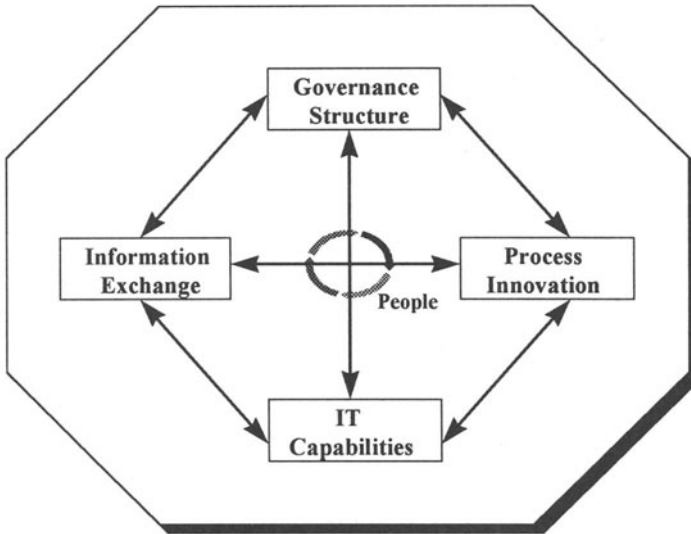 Governance
Structure
Information
Exchange
Process
Innovation
People
IT
Capabilities